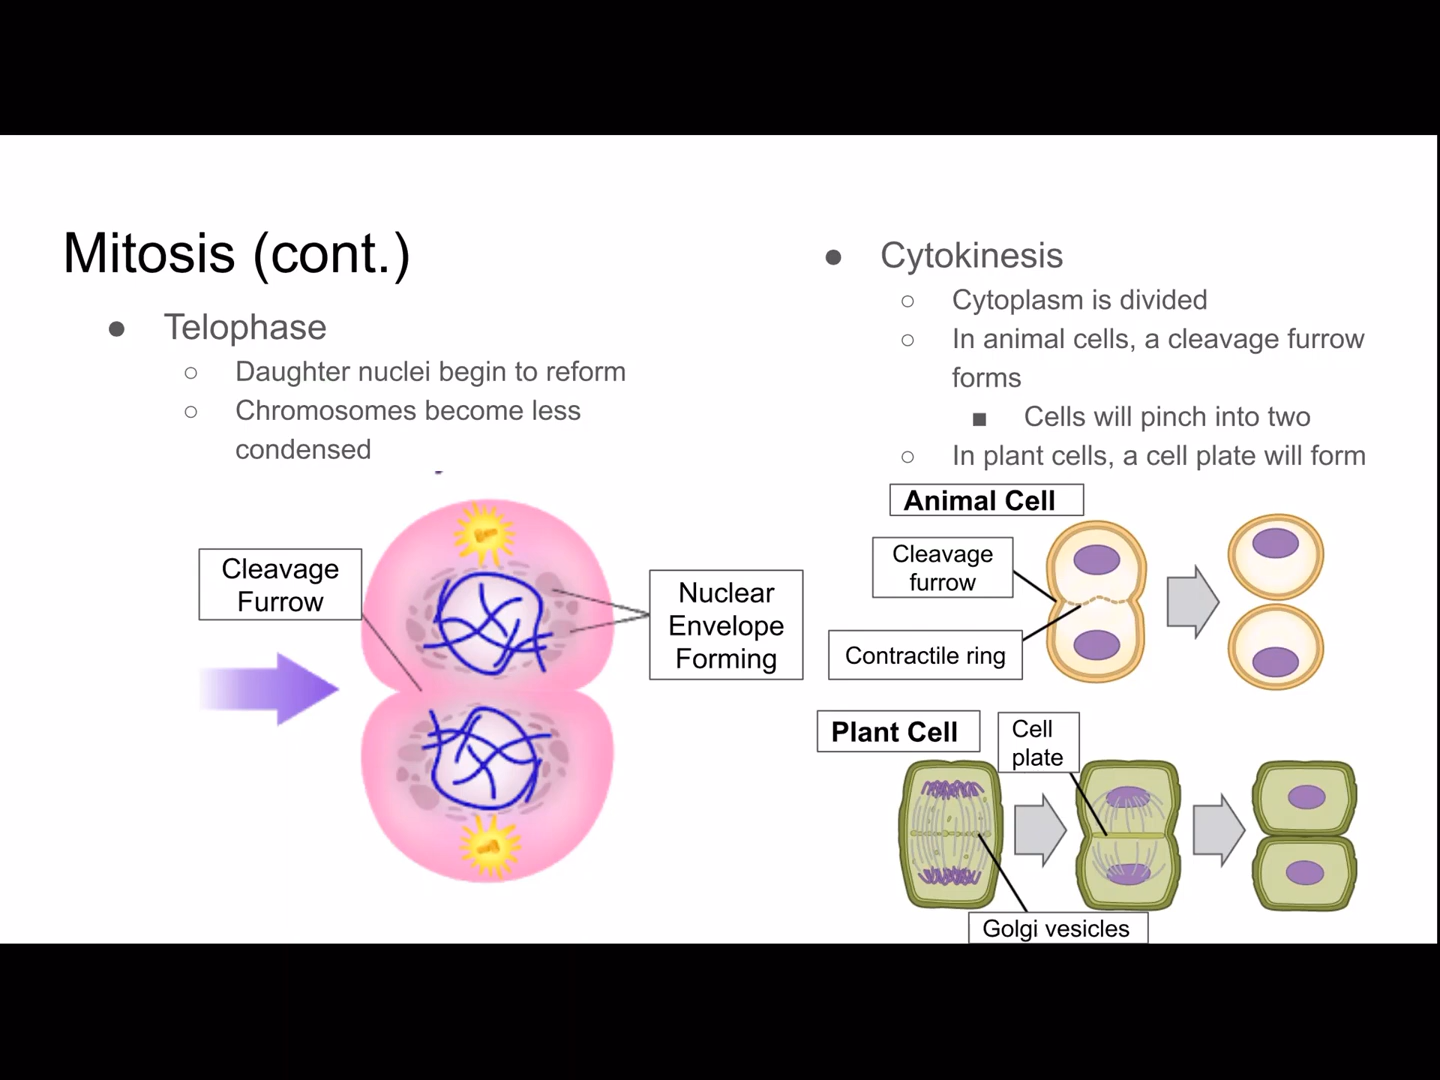 Mitosis (cont.)
● Telophase
○ Daughter nuclei begin to reform
○ Chromosomes become less
condensed
Cleavage
Furrow
Nuclear
Envelope
Forming
● Cytokinesis
○ Cytoplasm is divided
○ In animal cells, a cleavage furrow
forms
■ Cells will pinch into two
○ In plant cells, a cell plate will form
Animal Cell
Cleavage
furrow
Contractile ring
Plant Cell
Cell
plate
Golgi vesicles